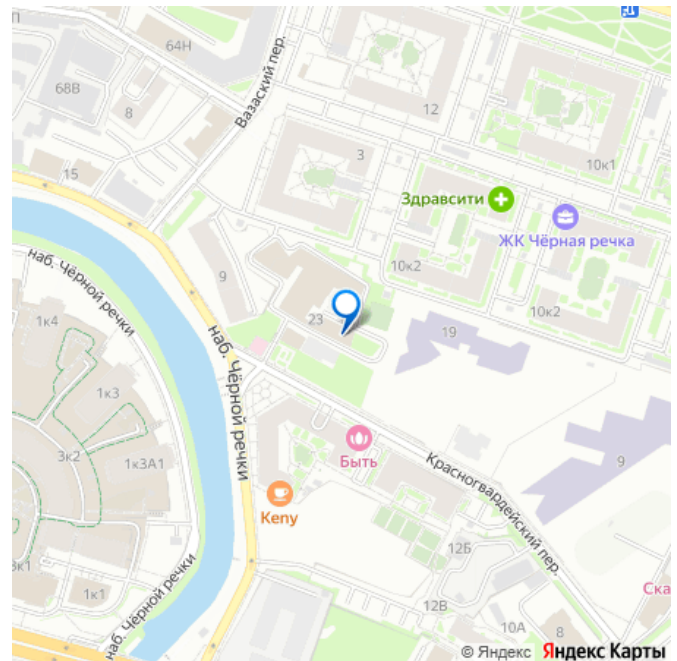 П
64Н
68В
8
Вазаский пер.
12
10к1
3
15
Здравсити
ЖК Чёрная речка
наб. Чёрной речки
9
10к2
10к2
23
19
1к4
наб. Чёрной речки
1к3
3к2
1к3А1
Быть
Красногвардейский пер.
9
Keny
12Б
3к1
1к1
12В
Ска
10А
8
наб. Чёрной речки
© Яндекс Яндекс Карты